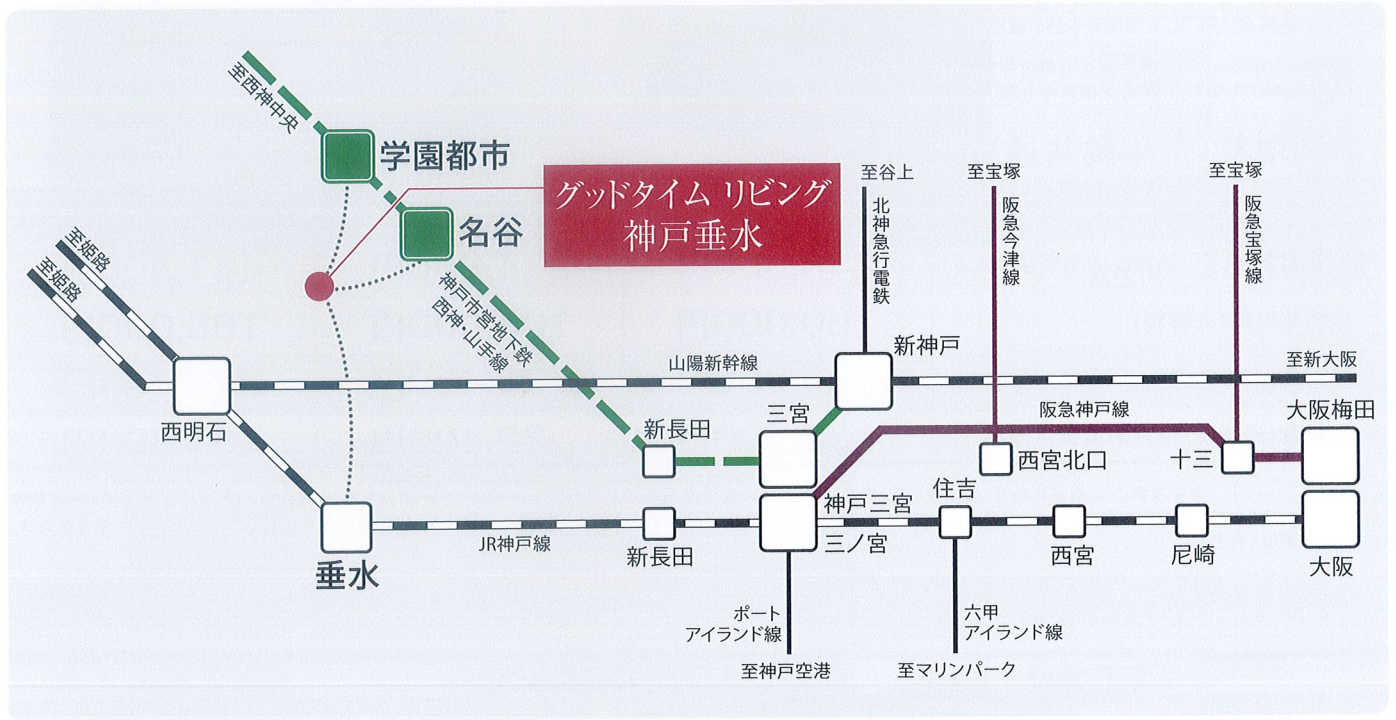 至西神中央
学園都市
グッドタイム リビング
神戸垂水
名谷
至谷上
北神急行電鉄
至宝塚
阪急今津線
至宝塚
阪急宝塚線
至姫路
至姫路
神戸市営地下鉄
西神・山手線
新神戸
山陽新幹線
至新大阪
西明石
三宮
新長田
阪急神戸線
大阪梅田
西宮北口
十三
住吉
神戸三宮
三ノ宮
垂水
JR神戸線
新長田
西宮
尼崎
大阪
ポート
アイランド線
六甲
アイランド線
至神戸空港
至マリンパーク